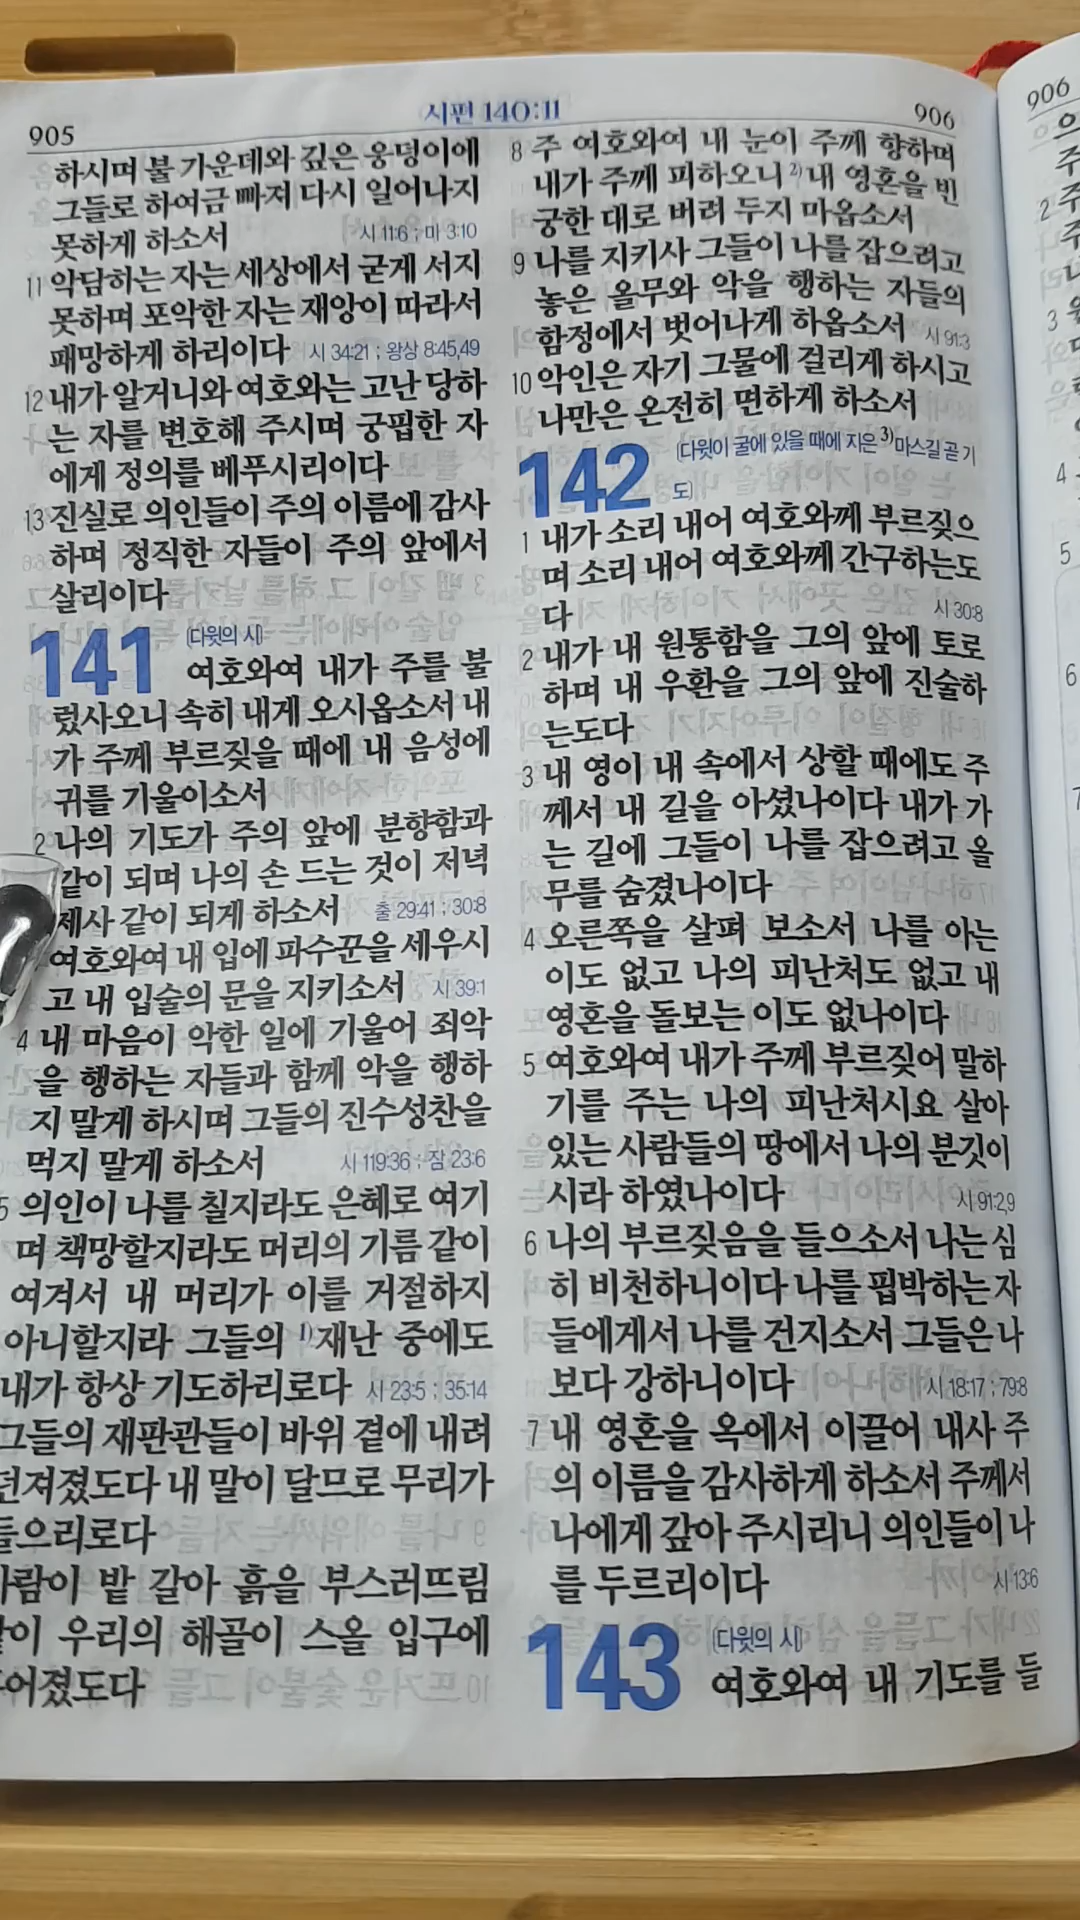 905
시편 140:11
906
하시며 불 가운데와 깊은 웅덩이에
그들로 하여금 빠져 다시 일어나지
못하게 하소서 시 11:6 ; 마 3:10
11 악담하는 자는 세상에서 굳게 서지
못하며 포악한 자는 재앙이 따라서
패망하게 하리이다 시 34:21 ; 왕상 8:45,49
12 내가 알거니와 여호와는 고난 당하
는 자를 변호해 주시며 궁핍한 자
에게 정의를 베푸시리이다
13 진실로 의인들이 주의 이름에 감사
하며 정직한 자들이 주의 앞에서
살리이다
141 (다윗의 시)
여호와여 내가 주를 불
렀사오니 속히 내게 오시옵소서 내
가 주께 부르짖을 때에 내 음성에
귀를 기울이소서
2 나의 기도가 주의 앞에 분향함과
같이 되며 나의 손 드는 것이 저녁
제사 같이 되게 하소서 출 29:41 ; 30:8
여호와여 내 입에 파수꾼을 세우시
고 내 입술의 문을 지키소서 시 39:1
4 내 마음이 악한 일에 기울어 죄악
을 행하는 자들과 함께 악을 행하
지 말게 하시며 그들의 진수성찬을
먹지 말게 하소서 시 119:36 ; 잠 23:6
5 의인이 나를 칠지라도 은혜로 여기
며 책망할지라도 머리의 기름 같이
여겨서 내 머리가 이를 거절하지
아니할지라 그들의 1)재난 중에도
내가 항상 기도하리로다 시 23:5 ; 35:14
그들의 재판관들이 바위 곁에 내려
던져졌도다 내 말이 달므로 무리가
들으리로다
사람이 밭 갈아 흙을 부스러뜨림
같이 우리의 해골이 스올 입구에
어졌도다
8 주 여호와여 내 눈이 주께 향하며
내가 주께 피하오니 2)내 영혼을 빈
궁한 대로 버려 두지 마옵소서
9 나를 지키사 그들이 나를 잡으려고
놓은 올무와 악을 행하는 자들의
함정에서 벗어나게 하옵소서 시 91:3
10 악인은 자기 그물에 걸리게 하시고
나만은 온전히 면하게 하소서
142 (다윗이 굴에 있을 때에 지은 3)마스길 곧 기
도)
1 내가 소리 내어 여호와께 부르짖으
며 소리 내어 여호와께 간구하는도
다 시 30:8
2 내가 내 원통함을 그의 앞에 토로
하며 내 우환을 그의 앞에 진술하
는도다
3 내 영이 내 속에서 상할 때에도 주
께서 내 길을 아셨나이다 내가 가
는 길에 그들이 나를 잡으려고 올
무를 숨겼나이다
4 오른쪽을 살펴 보소서 나를 아는
이도 없고 나의 피난처도 없고 내
영혼을 돌보는 이도 없나이다
5 여호와여 내가 주께 부르짖어 말하
기를 주는 나의 피난처시요 살아
있는 사람들의 땅에서 나의 분깃이
시라 하였나이다 시 91:2,9
6 나의 부르짖음을 들으소서 나는 심
히 비천하니이다 나를 핍박하는 자
들에게서 나를 건지소서 그들은 나
보다 강하니이다 시 18:17 ; 79:8
7 내 영혼을 옥에서 이끌어 내사 주
의 이름을 감사하게 하소서 주께서
나에게 갚아 주시리니 의인들이 나
를 두르리이다 시 13:6
143 (다윗의 시)
여호와여 내 기도를 들
906
2 주
3
4
5
6
7